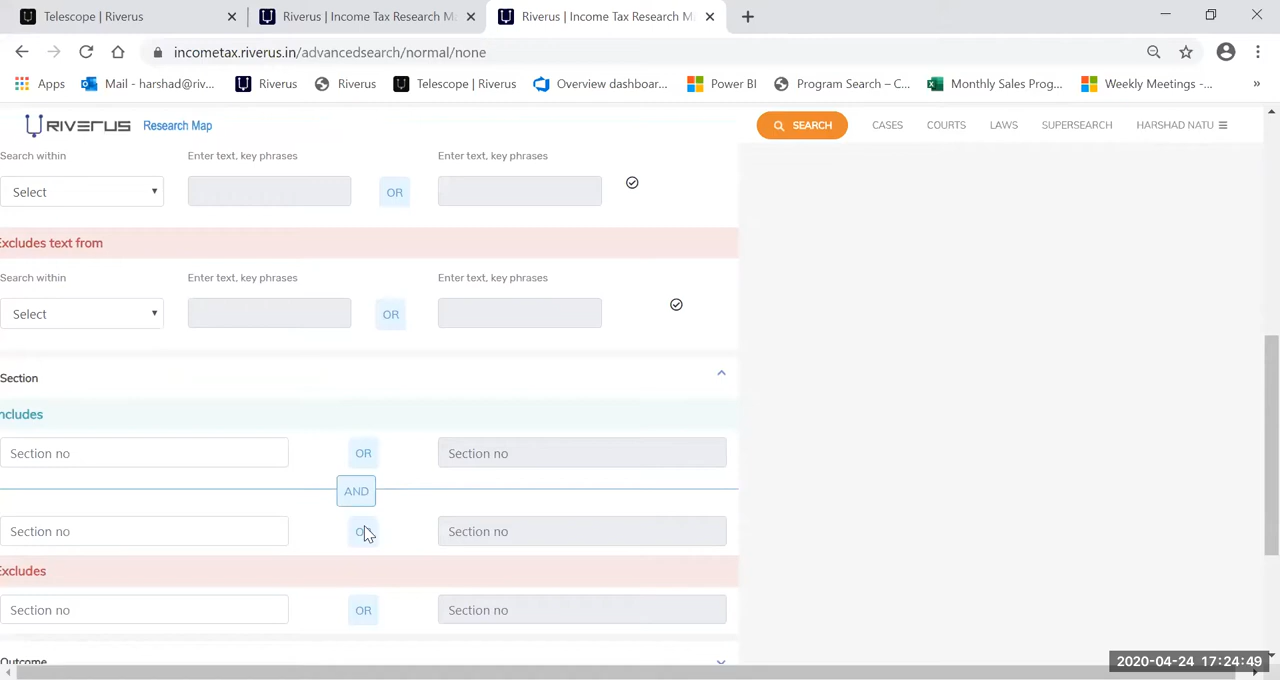 Telescope | Riverus
Riverus | Income Tax Research M
Riverus | Income Tax Research M
incometax.riverus.in/advancedsearch/normal/none
Apps Mail - harshad@riv... Riverus Riverus Telescope | Riverus Overview dashboar... Power BI Program Search – C... Monthly Sales Prog... Weekly Meetings -... »
RIVERUS Research Map SEARCH CASES COURTS LAWS SUPERSEARCH HARSHAD NATU
Search within Enter text, key phrases Enter text, key phrases
Select OR
Excludes text from
Search within Enter text, key phrases Enter text, key phrases
Select OR
Section
ncludes
Section no OR Section no
AND
Section no O Section no
Excludes
Section no OR Section no
Outcome
2020-04-24 17:24:49